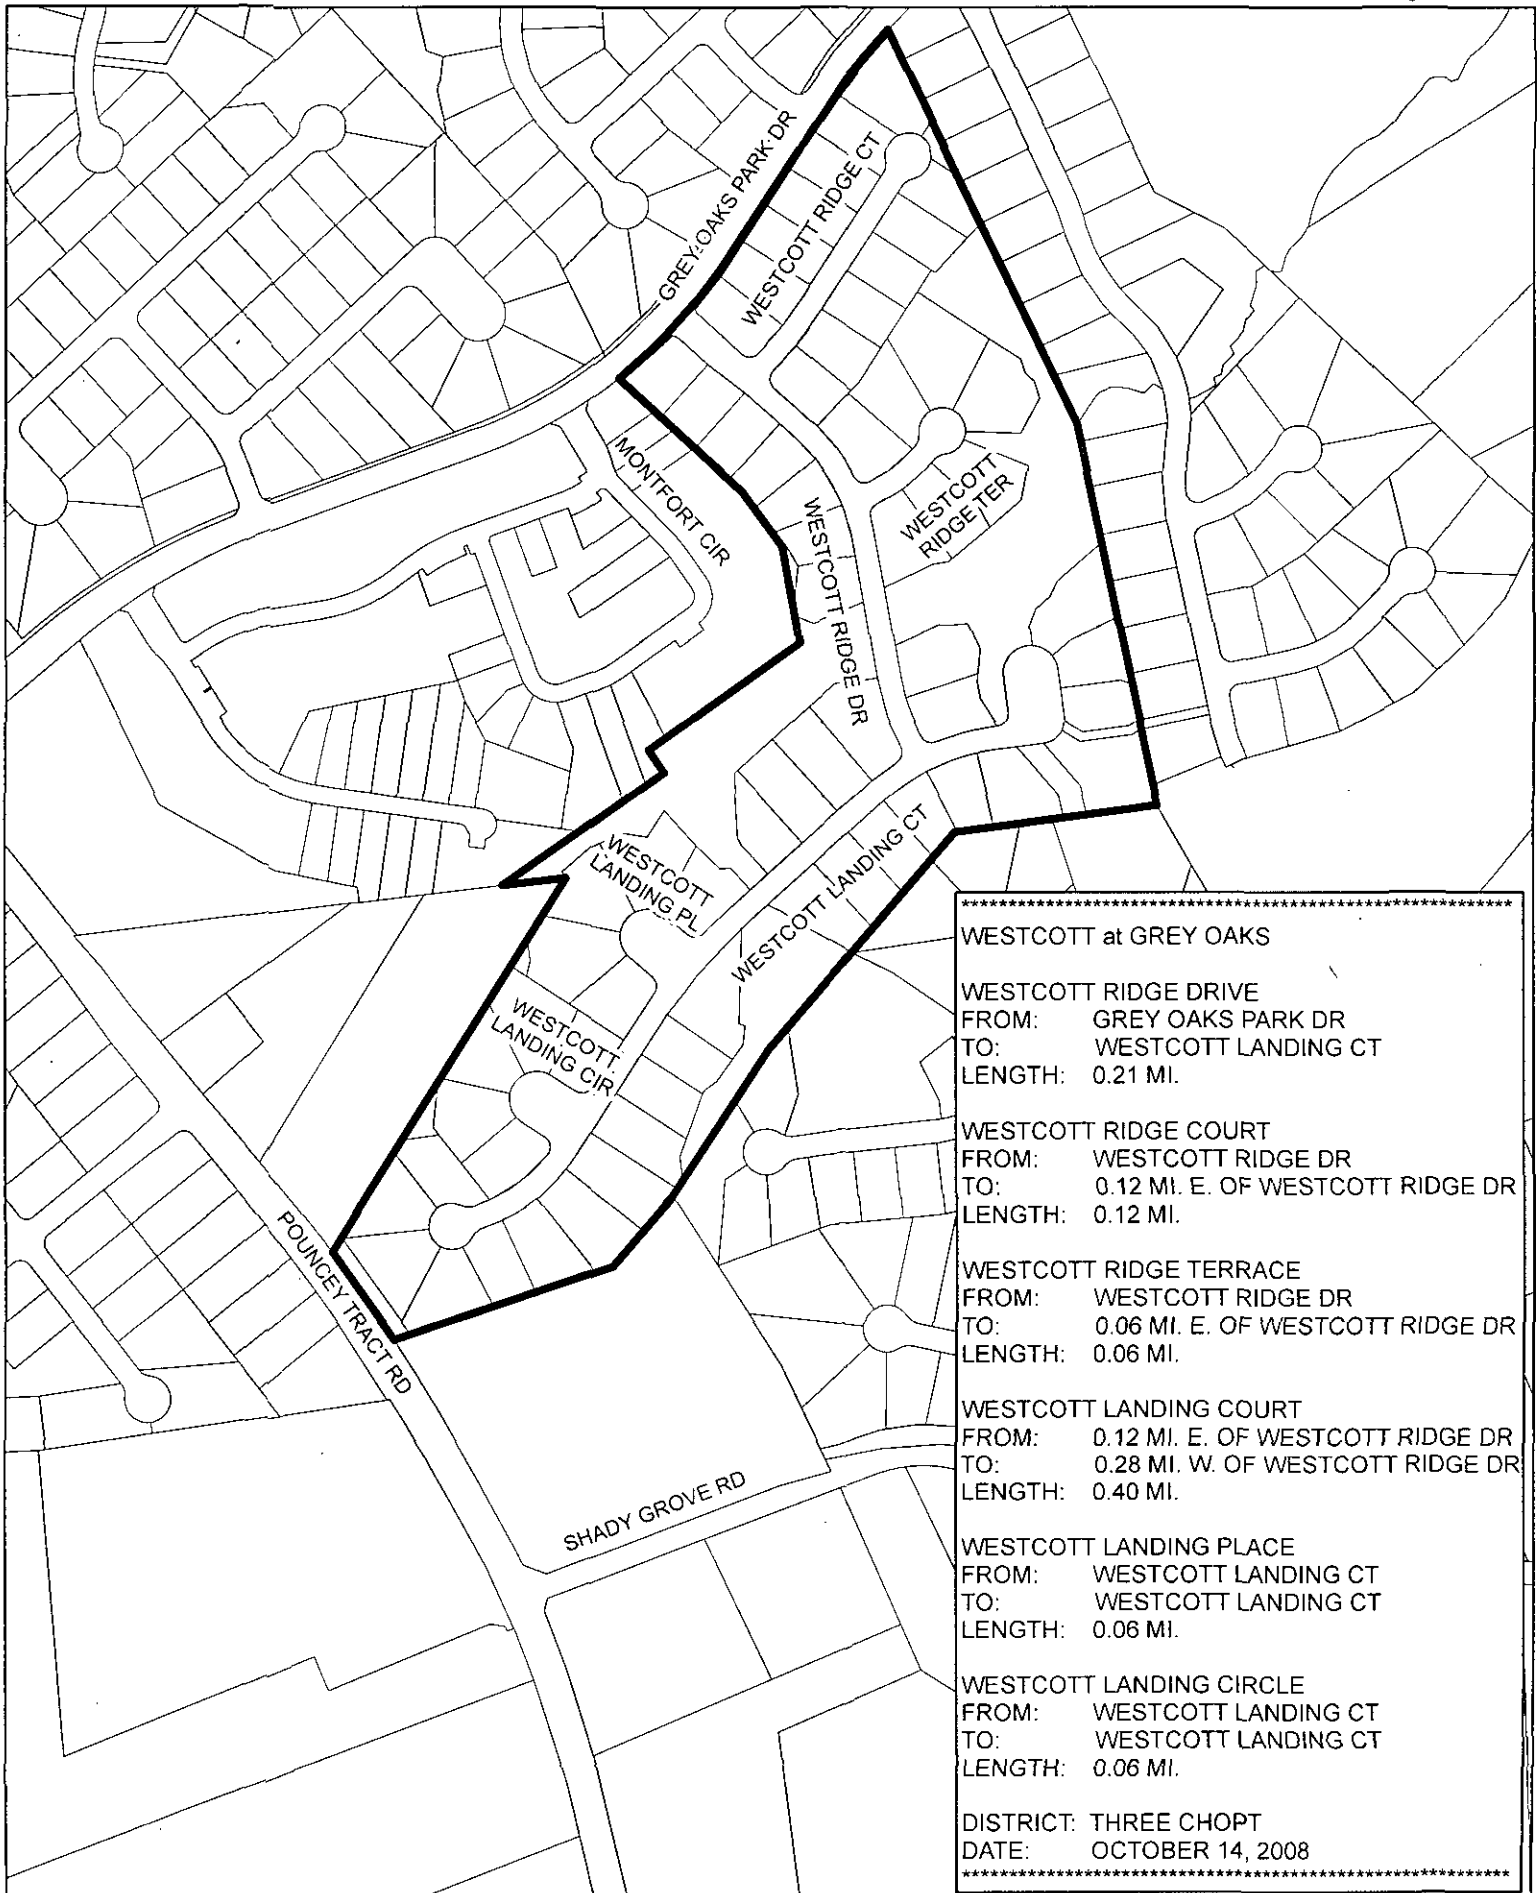 GREY OAKS PARK DR
WESTCOTT RIDGE CT
MONTFORT CIR
WESTCOTT
RIDGE TER
WESTCOTT RIDGE DR
WESTCOTT
LANDING PL
WESTCOTT LANDING CT
WESTCOTT
LANDING CIR
POUNCEY TRACT RD
SHADY GROVE RD
WESTCOTT at GREY OAKS
WESTCOTT RIDGE DRIVE
FROM: GREY OAKS PARK DR
TO: WESTCOTT LANDING CT
LENGTH: 0.21 MI.
WESTCOTT RIDGE COURT
FROM: WESTCOTT RIDGE DR
TO: 0.12 MI. E. OF WESTCOTT RIDGE DR
LENGTH: 0.12 MI.
WESTCOTT RIDGE TERRACE
FROM: WESTCOTT RIDGE DR
TO: 0.06 MI. E. OF WESTCOTT RIDGE DR
LENGTH: 0.06 MI.
WESTCOTT LANDING COURT
FROM: 0.12 MI. E. OF WESTCOTT RIDGE DR
TO: 0.28 MI. W. OF WESTCOTT RIDGE DR
LENGTH: 0.40 MI.
WESTCOTT LANDING PLACE
FROM: WESTCOTT LANDING CT
TO: WESTCOTT LANDING CT
LENGTH: 0.06 MI.
WESTCOTT LANDING CIRCLE
FROM: WESTCOTT LANDING CT
TO: WESTCOTT LANDING CT
LENGTH: 0.06 MI.
DISTRICT: THREE CHOPT
DATE: OCTOBER 14, 2008